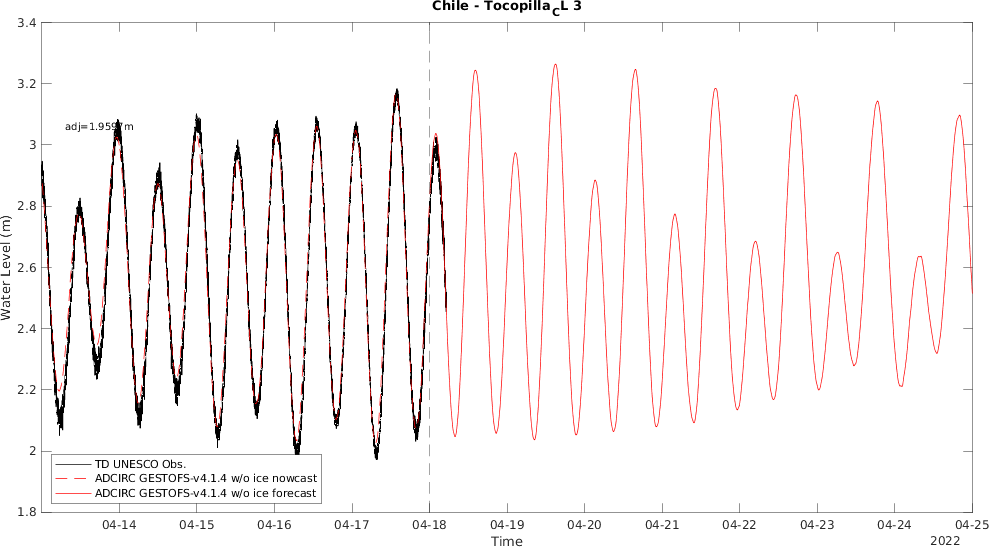 Chile - Tocopilla_CL 3
3.4
3.2
3
2.8
2.6
2.4
2.2
2
1.8
Water Level (m)
adj=1.9597m
TD UNESCO Obs.
ADCIRC GESTOFS-v4.1.4 w/o ice nowcast
ADCIRC GESTOFS-v4.1.4 w/o ice forecast
04-14 04-15 04-16 04-17 04-18 04-19 04-20 04-21 04-22 04-23 04-24 04-25
Time
2022